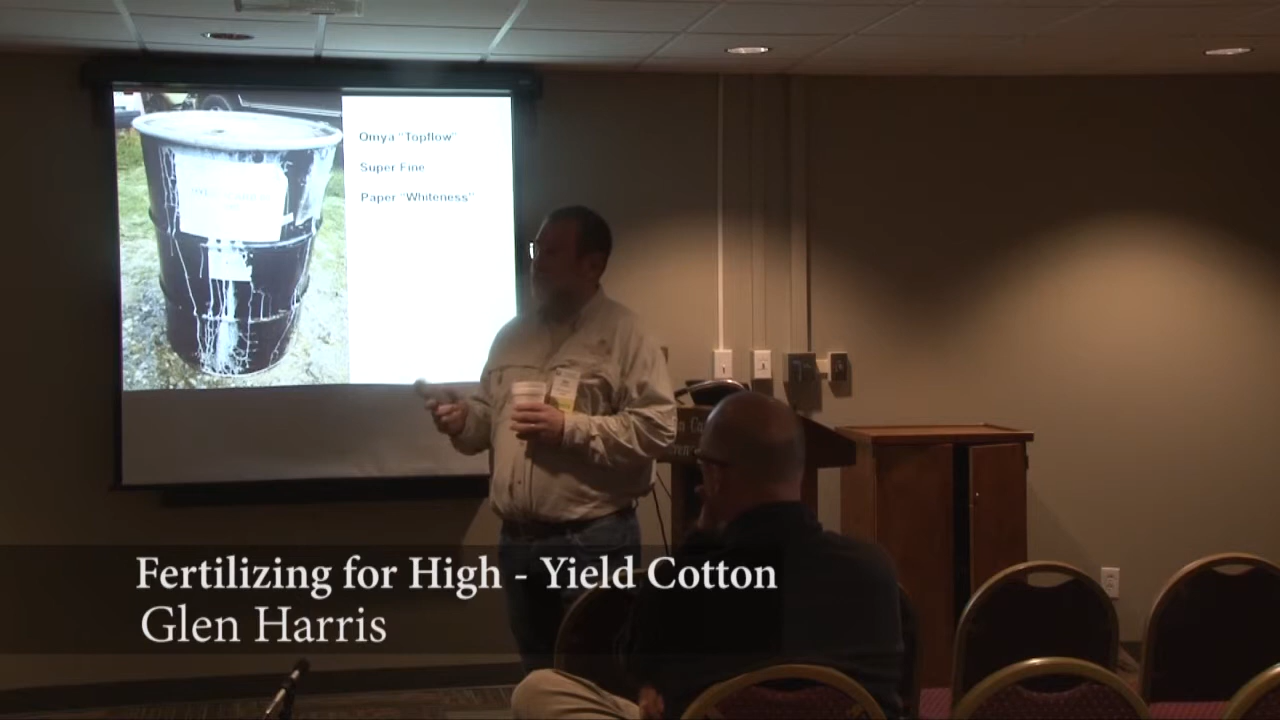 Omya "Topflow"
Super Fine
Paper "Whiteness"
Fertilizing for High - Yield Cotton
Glen Harris